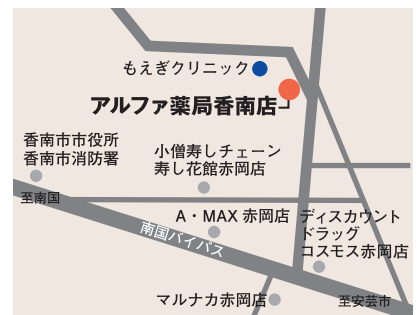 もえぎクリニック
アルファ薬局香南店
香南市市役所
香南市消防署
小僧寿しチェーン
寿し花館赤岡店
至南国
A・MAX 赤岡店
ディスカウント
ドラッグ
コスモス赤岡店
南国バイパス
マルナカ赤岡店
至安芸市